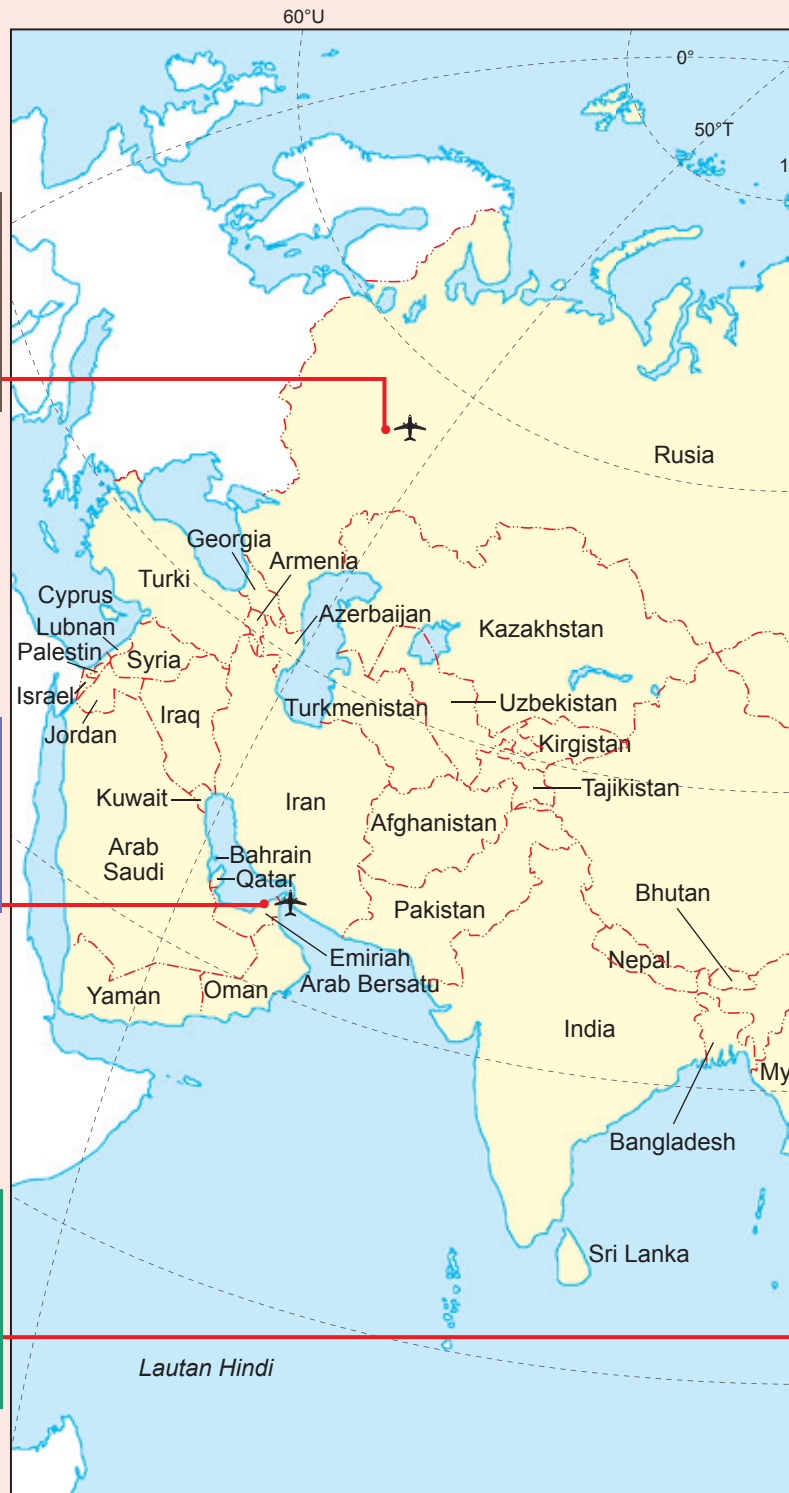 60°U
0°
50°T
1
Rusia
Georgia
Armenia
Turki
Cyprus
Azerbaijan
Kazakhstan
Lubnan
Palestin
Syria
Israel
Turkmenistan
Uzbekistan
Iraq
Jordan
Kirgistan
Tajikistan
Kuwait
Iran
Afghanistan
Arab
Saudi
Bahrain
Qatar
Bhutan
Pakistan
Emiriah
Arab Bersatu
Nepal
Yaman
Oman
India
My
Bangladesh
Sri Lanka
Lautan Hindi